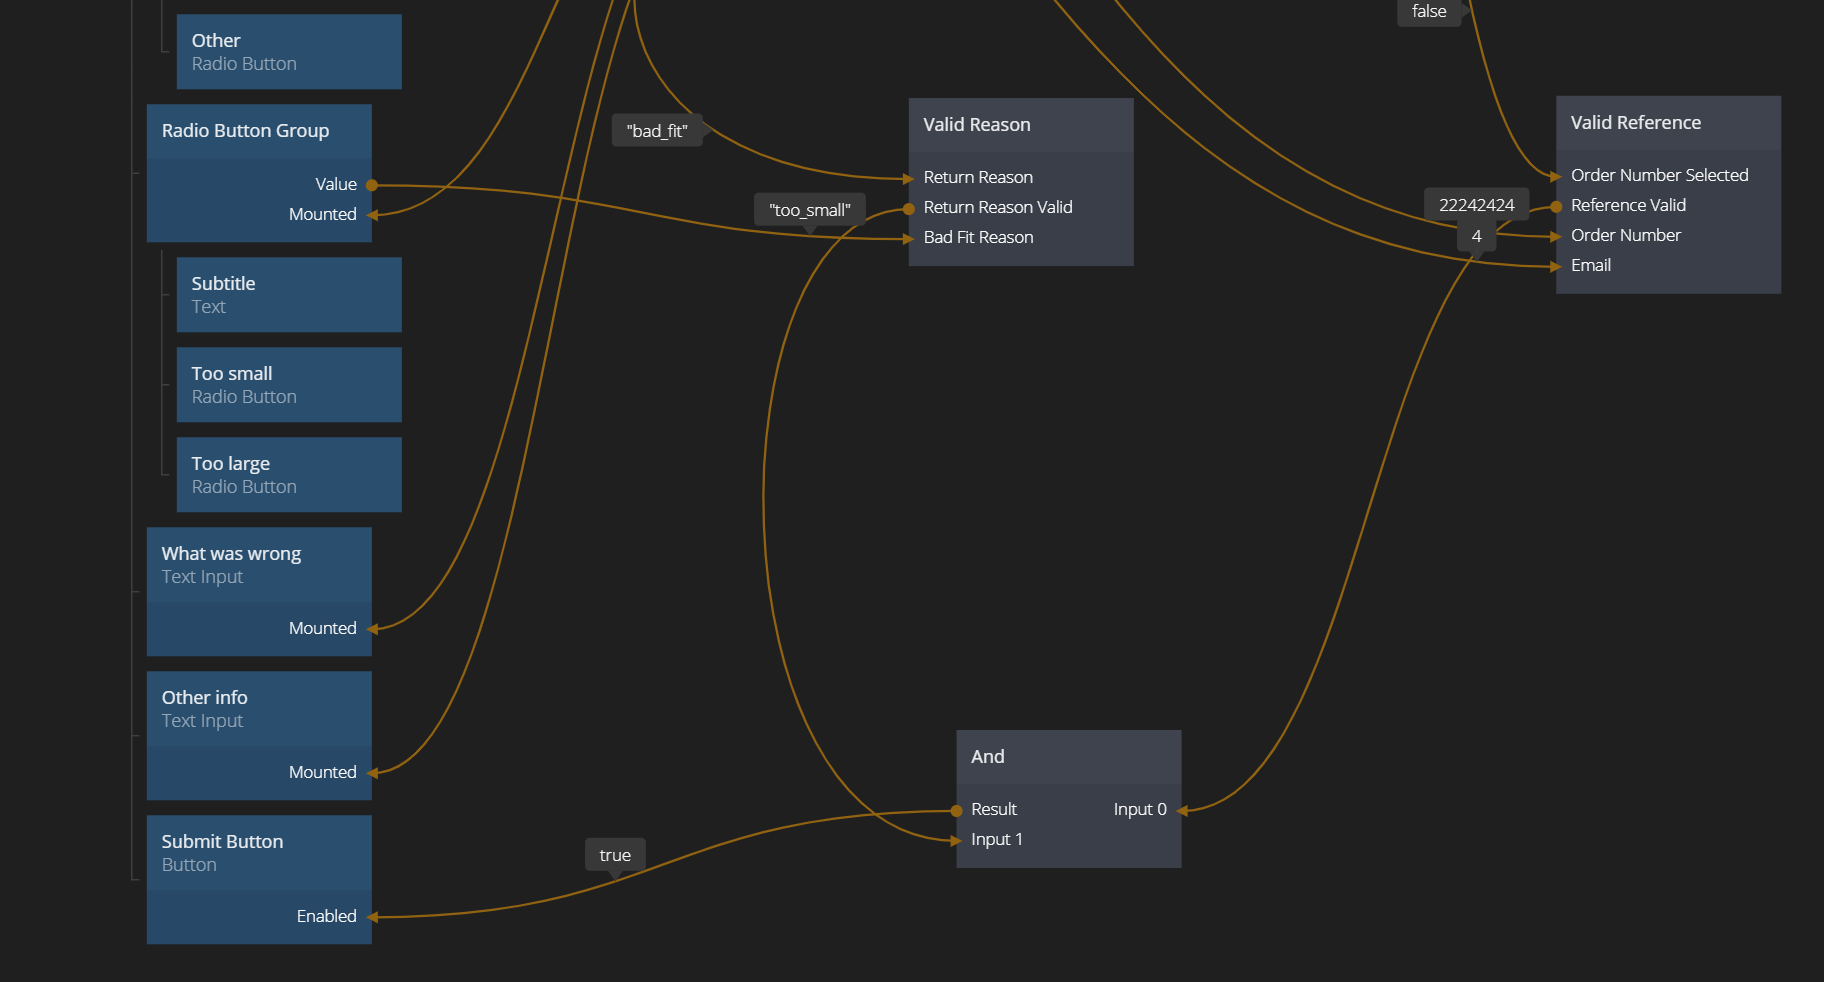 Other
Radio Button
Radio Button Group
Value
Mounted
Subtitle
Text
Too small
Radio Button
Too large
Radio Button
What was wrong
Text Input
Mounted
Other info
Text Input
Mounted
Submit Button
Button
Enabled
"bad_fit"
"too_small"
true
Valid Reason
Return Reason
Return Reason Valid
Bad Fit Reason
And
Result Input 0
Input 1
false
22242424
4
Valid Reference
Order Number Selected
Reference Valid
Order Number
Email